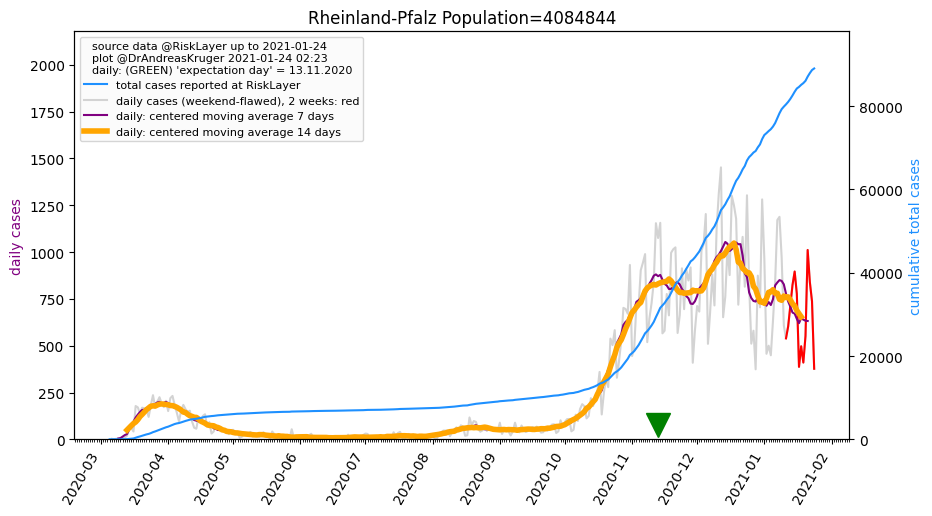 Rheinland-Pfalz Population=4084844
source data @RiskLayer up to 2021-01-24
plot @DrAndreasKruger 2021-01-24 02:23
daily: (GREEN) 'expectation day' = 13.11.2020
total cases reported at RiskLayer
daily cases (weekend-flawed), 2 weeks: red
daily: centered moving average 7 days
daily: centered moving average 14 days
daily cases
2000
1750
1500
1250
1000
750
500
250
0
80000
60000
40000
20000
0
cumulative total cases
2020-03
2020-04
2020-05
2020-06
2020-07
2020-08
2020-09
2020-10
2020-11
2020-12
2021-01
2021-02